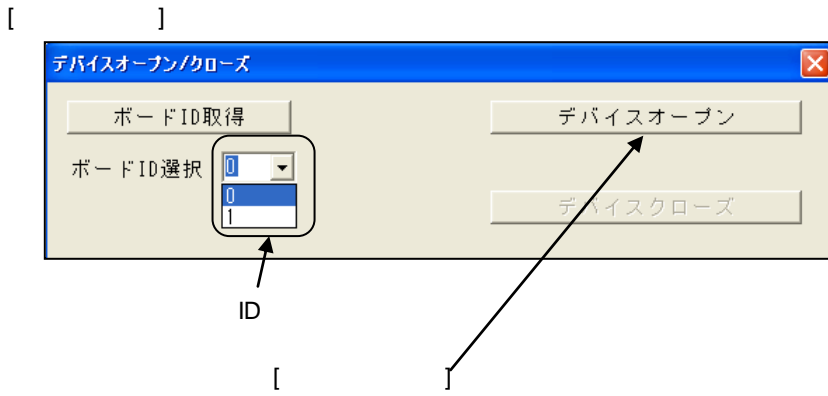 [ ]
デバイスオープン/クローズ
ボードID取得
デバイスオープン
ボードID選択 0
0
1
デバイスクローズ
ID
[ ]